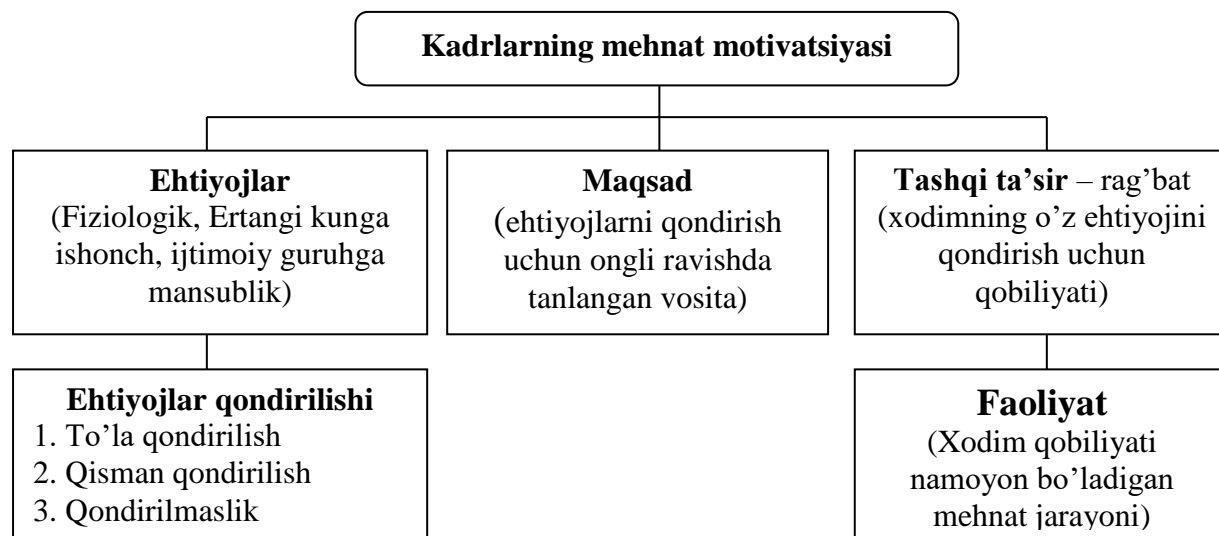 Kadrlarning mehnat motivatsiyasi
Ehtiyojlar
(Fiziologik, Ertangi kunga
ishonch, ijtimoiy guruhga
mansublik)
Maqsad
(ehtiyojlarni qondirish
uchun ongli ravishda
tanlangan vosita)
Tashqi ta’sir – rag’bat
(xodimning o’z ehtiyojini
qondirish uchun
qobiliyati)
Ehtiyojlar qondirilishi
1. To’la qondirilish
2. Qisman qondirilish
3. Qondirilmaslik
Faoliyat
(Xodim qobiliyati
namoyon bo’ladigan
mehnat jarayoni)